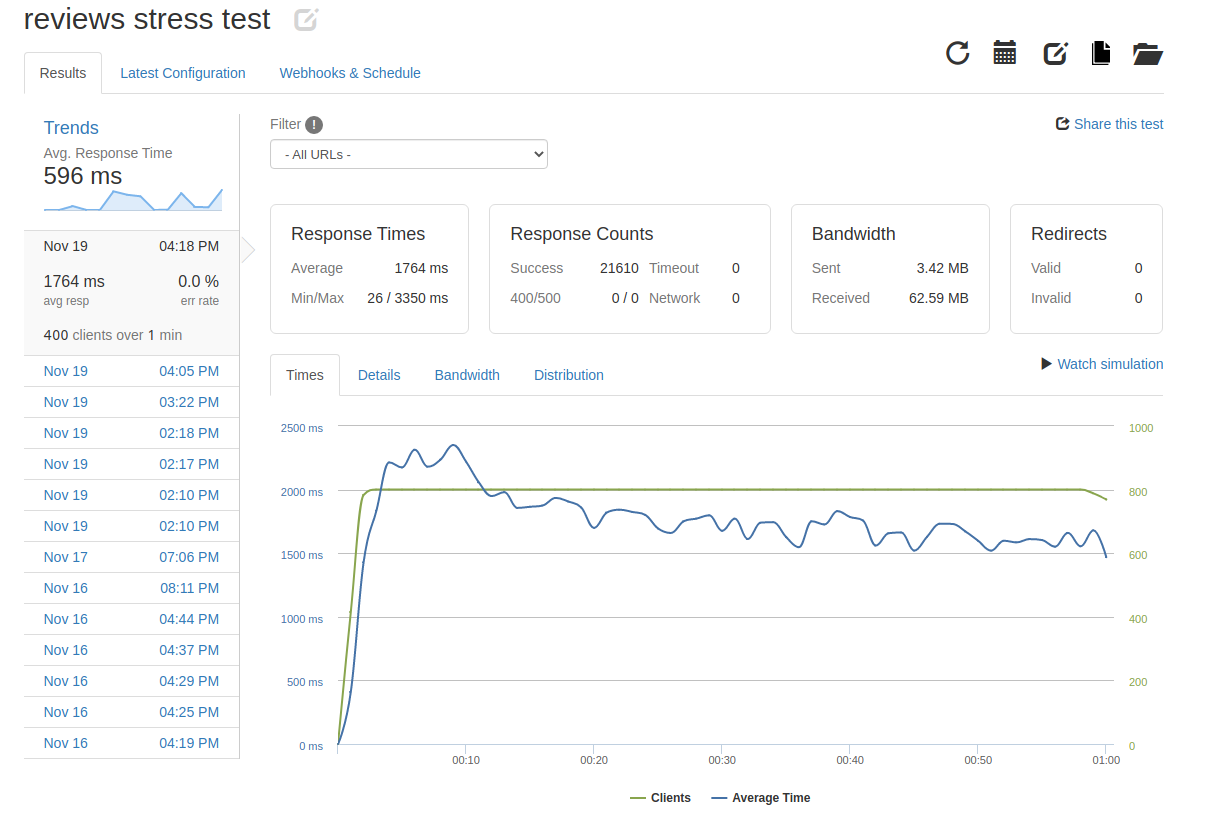 reviews stress test
Results
Latest Configuration
Webhooks & Schedule
Trends
Avg. Response Time
596 ms
Nov 19 04:18 PM
1764 ms 0.0 %
avg resp err rate
400 clients over 1 min
Nov 19 04:05 PM
Nov 19 03:22 PM
Nov 19 02:18 PM
Nov 19 02:17 PM
Nov 19 02:10 PM
Nov 19 02:10 PM
Nov 17 07:06 PM
Nov 16 08:11 PM
Nov 16 04:44 PM
Nov 16 04:37 PM
Nov 16 04:29 PM
Nov 16 04:25 PM
Nov 16 04:19 PM
Filter !
- All URLs -
Share this test
Response Times
Average 1764 ms
Min/Max 26 / 3350 ms
Response Counts
Success 21610 Timeout 0
400/500 0 / 0 Network 0
Bandwidth
Sent 3.42 MB
Received 62.59 MB
Redirects
Valid 0
Invalid 0
Times
Details
Bandwidth
Distribution
Watch simulation
2500 ms 1000
2000 ms 800
1500 ms 600
1000 ms 400
500 ms 200
0 ms 0
00:10 00:20 00:30 00:40 00:50 01:00
Clients Average Time